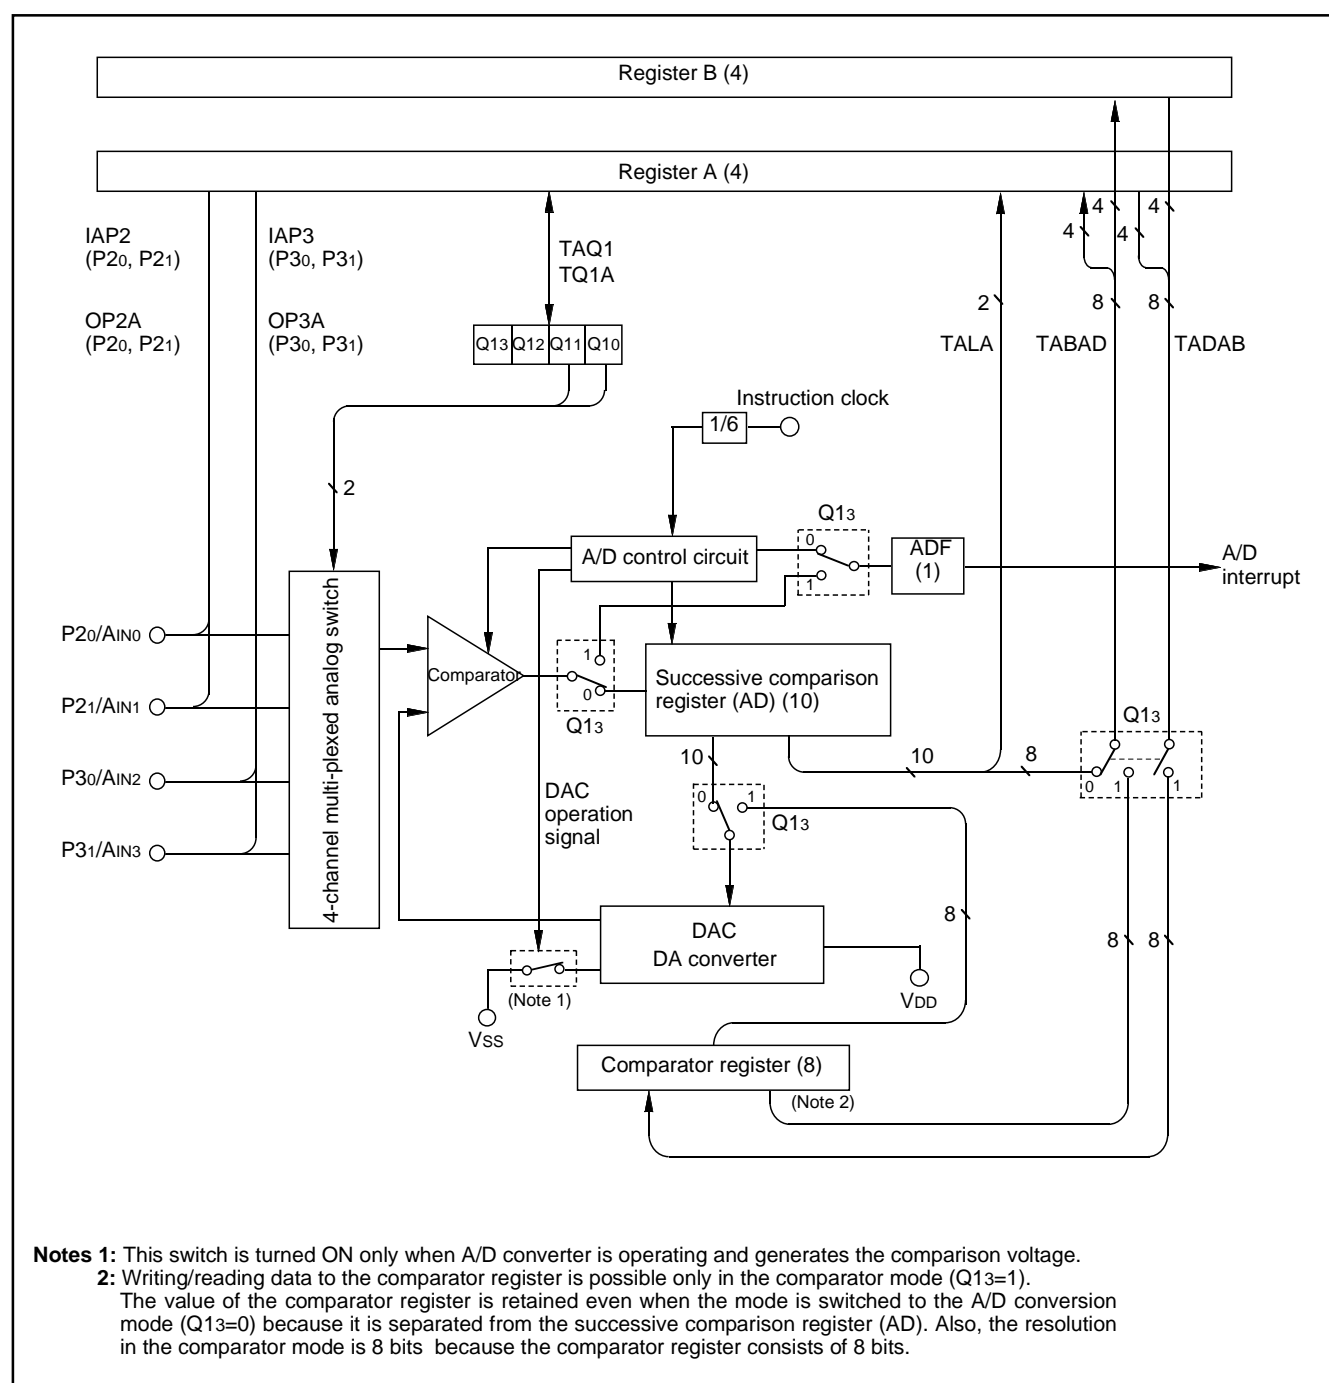 Register B (4)
Register A (4)
IAP2
(P20, P21)
IAP3
(P30, P31)
OP2A
(P20, P21)
OP3A
(P30, P31)
TAQ1
TQ1A
4
4
4
4
2
8
8
TALA
TABAD
TADAB
Q13
Q12
Q11
Q10
Instruction clock
1/6
2
Q13
0
1
A/D control circuit
ADF
(1)
A/D
interrupt
4-channel multi-plexed analog switch
P20/AIN0
P21/AIN1
P30/AIN2
P31/AIN3
Comparator
1
0
Q13
Successive comparison
register (AD) (10)
Q13
10
10
8
0
1
1
DAC
operation
signal
0
1
Q13
8
8
8
DAC
DA converter
(Note 1)
VSS
VDD
Comparator register (8)
(Note 2)
Notes 1: This switch is turned ON only when A/D converter is operating and generates the comparison voltage.
2: Writing/reading data to the comparator register is possible only in the comparator mode (Q13=1).
The value of the comparator register is retained even when the mode is switched to the A/D conversion
mode (Q13=0) because it is separated from the successive comparison register (AD). Also, the resolution
in the comparator mode is 8 bits because the comparator register consists of 8 bits.